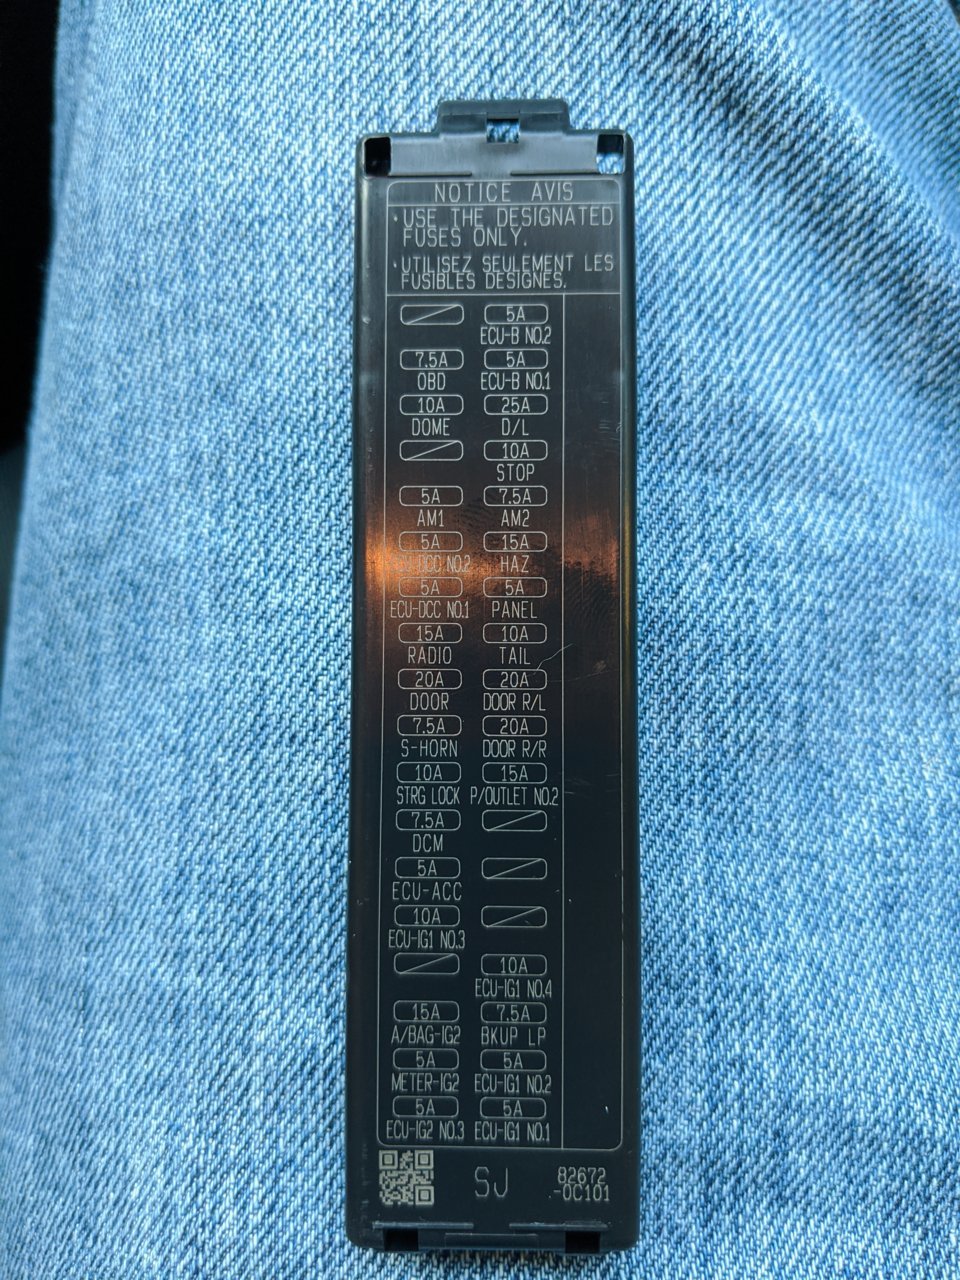 NOTICE AVIS
· USE THE DESIGNATED
FUSES ONLY.
· UTILISEZ SEULEMENT LES
FUSIBLES DESIGNES.
5A
ECU-B NO.2
7.5A 5A
OBD ECU-B NO.1
10A 25A
DOME D/L
10A
STOP
5A 7.5A
AM1 AM2
5A 15A
ECU-DCC NO.2 HAZ
5A 5A
ECU-DCC NO.1 PANEL
15A 10A
RADIO TAIL
20A 20A
DOOR DOOR R/L
7.5A 20A
S-HORN DOOR R/R
10A 15A
STRG LOCK P/OUTLET NO.2
7.5A
DCM
5A
ECU-ACC
10A
ECU-IG1 NO.3
10A
ECU-IG1 NO.4
15A 7.5A
A/BAG-IG2 BKUP LP
5A 5A
METER-IG2 ECU-IG1 NO.2
5A 5A
ECU-IG2 NO.3 ECU-IG1 NO.1
SJ 82672
-0C101